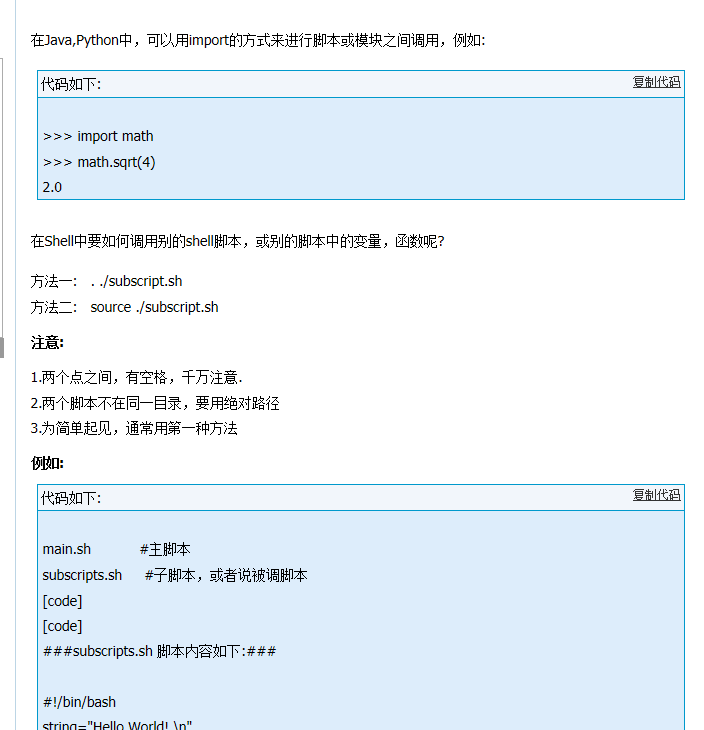 在Java,Python中，可以用import的方式来进行脚本或模块之间调用，例如:
代码如下:
复制代码
>>> import math
>>> math.sqrt(4)
2.0
在Shell中要如何调用别的shell脚本，或别的脚本中的变量，函数呢?
方法一:   . ./subscript.sh
方法二:   source ./subscript.sh
注意:
1.两个点之间，有空格，千万注意.
2.两个脚本不在同一目录，要用绝对路径
3.为简单起见，通常用第一种方法
例如:
代码如下:
复制代码
main.sh             #主脚本
subscripts.sh      #子脚本，或者说被调脚本
[code]
[code]
###subscripts.sh 脚本内容如下:###
#!/bin/bash
string="Hello,World! \n"